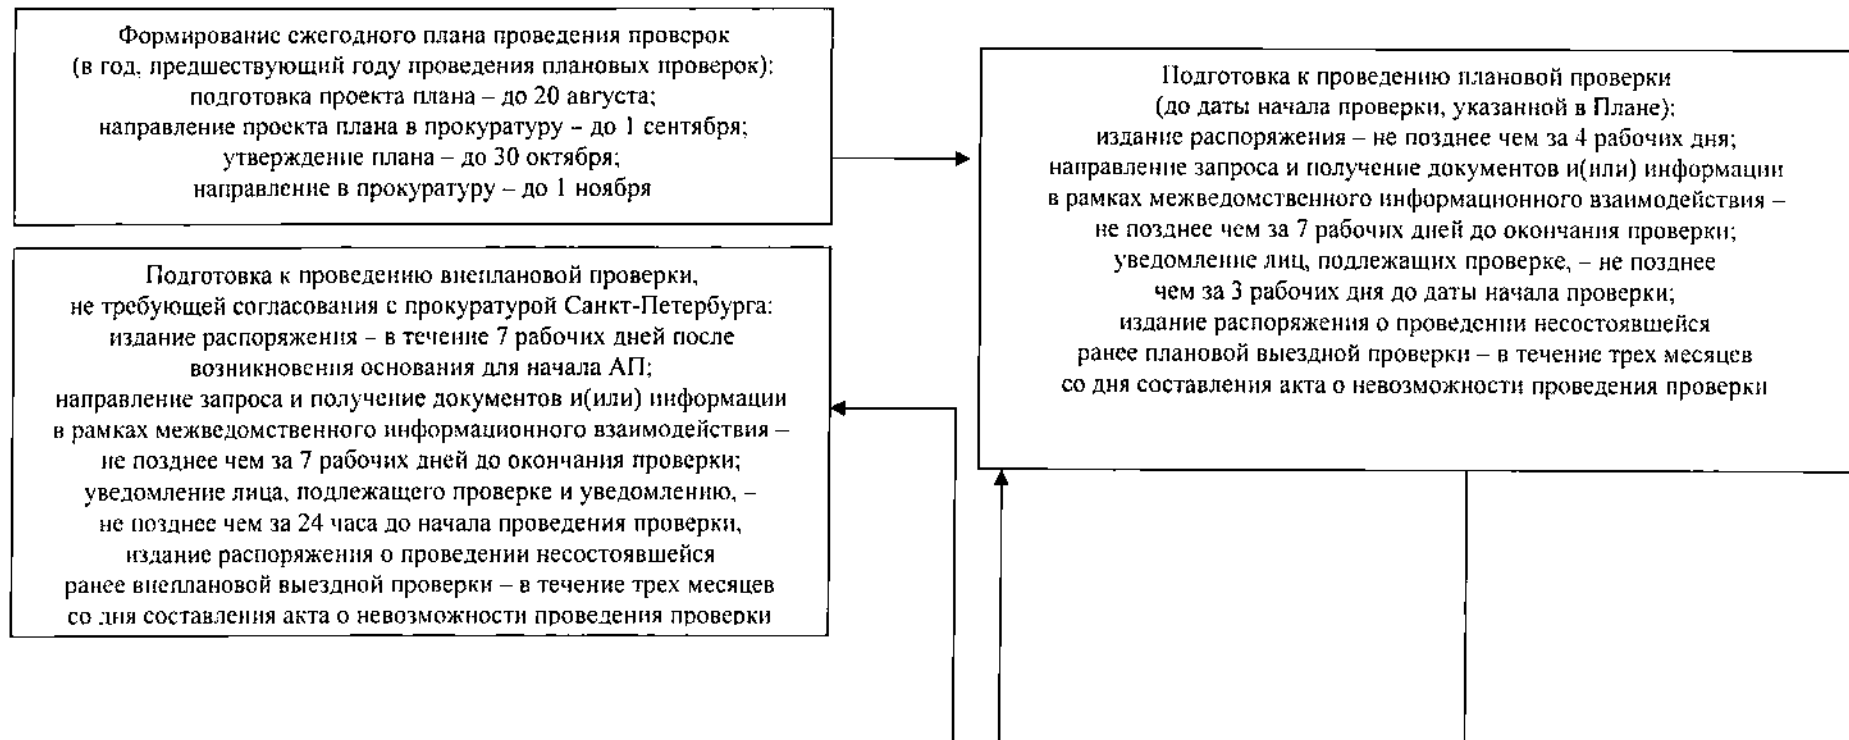 Формирование ежегодного плана проведения проверок
(в год, предшествующий году проведения плановых проверок):
подготовка проекта плана – до 20 августа;
направление проекта плана в прокуратуру – до 1 сентября;
утверждение плана – до 30 октября;
направление в прокуратуру – до 1 ноября
Подготовка к проведению внеплановой проверки,
не требующей согласования с прокуратурой Санкт-Петербурга:
издание распоряжения – в течение 7 рабочих дней после
возникновения основания для начала АП;
направление запроса и получение документов и(или) информации
в рамках межведомственного информационного взаимодействия –
не позднее чем за 7 рабочих дней до окончания проверки;
уведомление лица, подлежащего проверке и уведомлению, –
не позднее чем за 24 часа до начала проведения проверки,
издание распоряжения о проведении несостоявшейся
ранее внеплановой выездной проверки – в течение трех месяцев
со дня составления акта о невозможности проведения проверки
Подготовка к проведению плановой проверки
(до даты начала проверки, указанной в Плане):
издание распоряжения – не позднее чем за 4 рабочих дня;
направление запроса и получение документов и(или) информации
в рамках межведомственного информационного взаимодействия –
не позднее чем за 7 рабочих дней до окончания проверки;
уведомление лиц, подлежащих проверке, – не позднее
чем за 3 рабочих дня до даты начала проверки;
издание распоряжения о проведении несостоявшейся
ранее плановой выездной проверки – в течение трех месяцев
со дня составления акта о невозможности проведения проверки